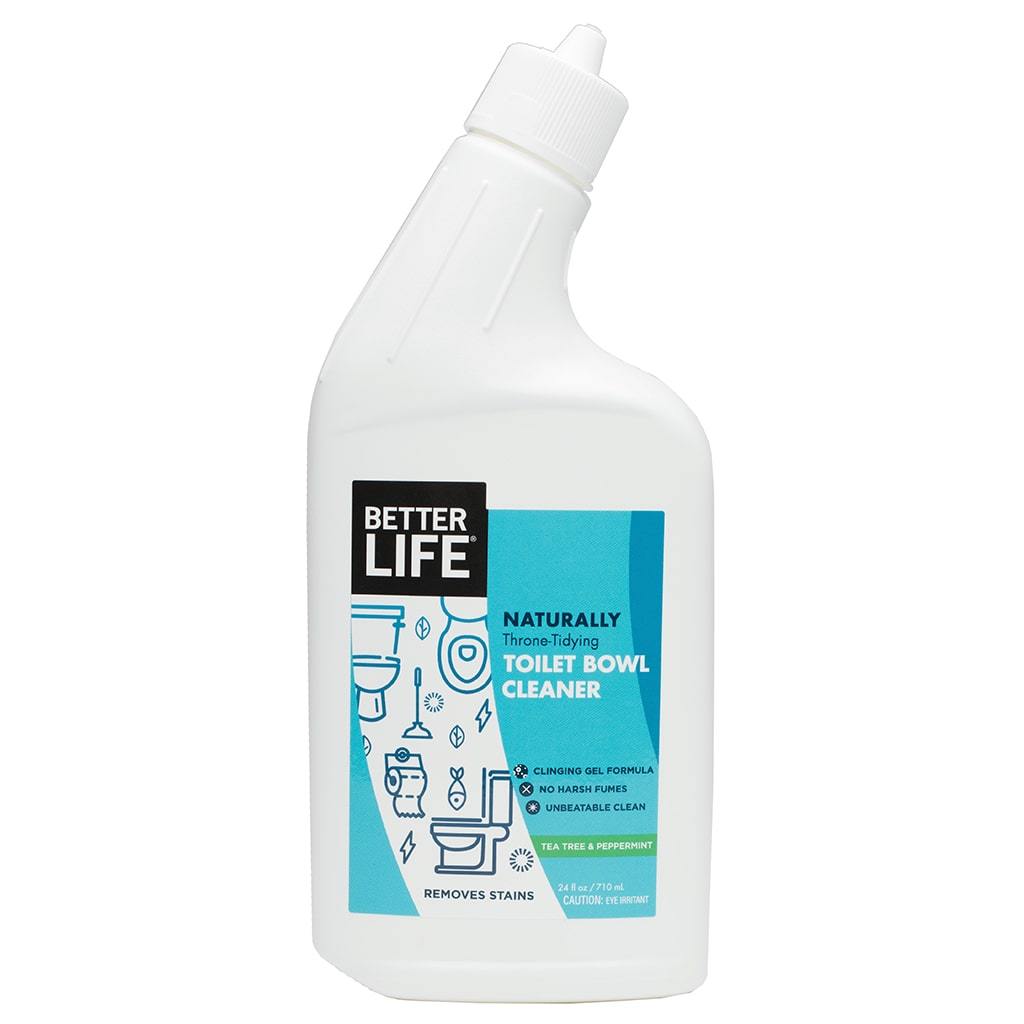 BETTER
LIFE®
NATURALLY
Throne-Tidying
TOILET BOWL
CLEANER
CLINGING GEL FORMULA
NO HARSH FUMES
UNBEATABLE CLEAN
TEA TREE & PEPPERMINT
REMOVES STAINS
24 fl oz / 710 mL
CAUTION: EYE IRRITANT